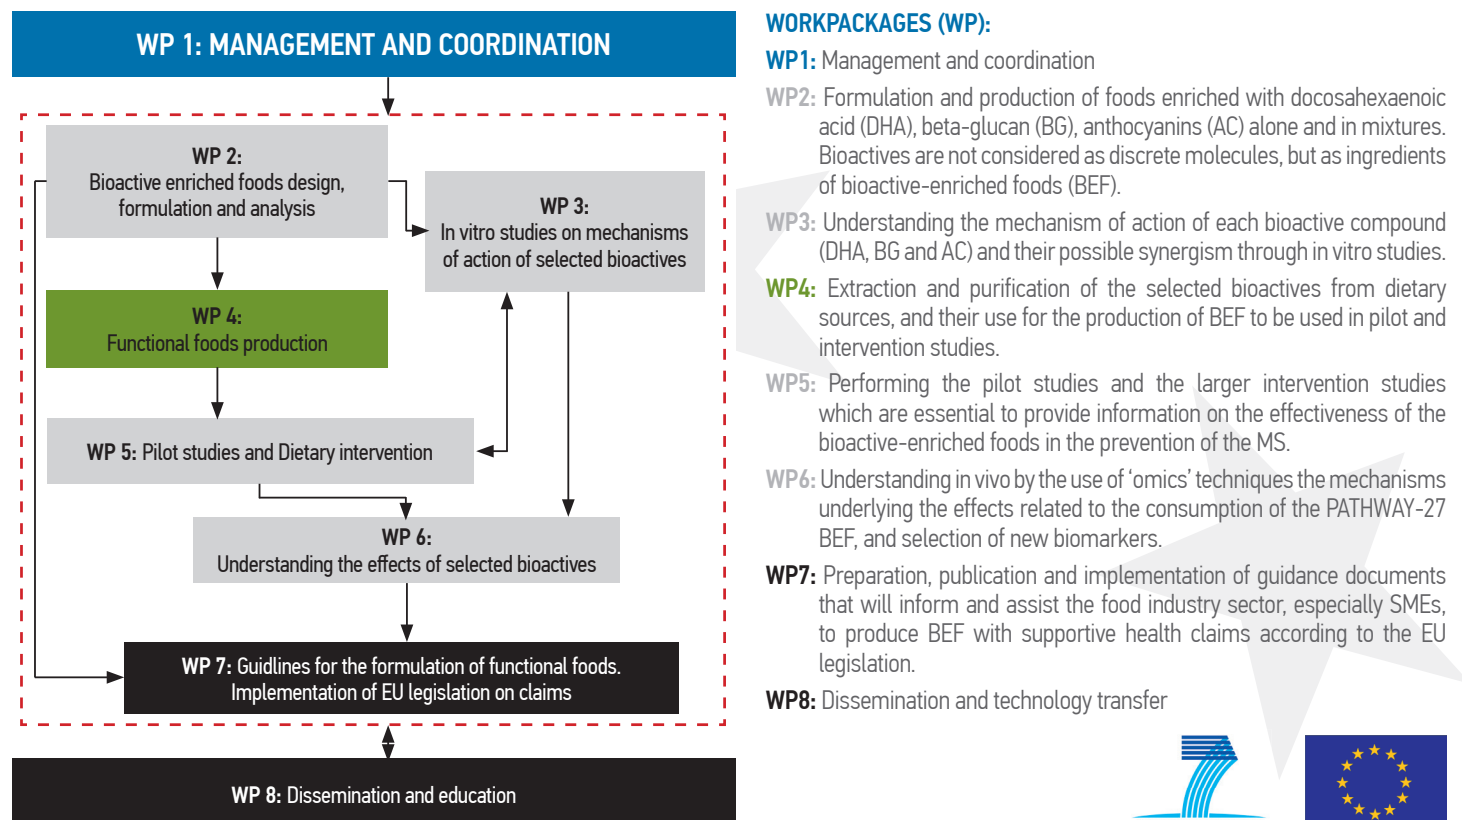 WP 1: MANAGEMENT AND COORDINATION
WP 2:
Bioactive enriched foods design,
formulation and analysis
WP 3:
In vitro studies on mechanisms
of action of selected bioactives
WP 4:
Functional foods production
WP 5: Pilot studies and Dietary intervention
WP 6:
Understanding the effects of selected bioactives
WP 7: Guidlines for the formulation of functional foods.
Implementation of EU legislation on claims
WP 8: Dissemination and education
WORKPACKAGES (WP):
WP1: Management and coordination
WP2: Formulation and production of foods enriched with docosahexaenoic
acid (DHA), beta-glucan (BG), anthocyanins (AC) alone and in mixtures.
Bioactives are not considered as discrete molecules, but as ingredients
of bioactive-enriched foods (BEF).
WP3: Understanding the mechanism of action of each bioactive compound
(DHA, BG and AC) and their possible synergism through in vitro studies.
WP4: Extraction and purification of the selected bioactives from dietary
sources, and their use for the production of BEF to be used in pilot and
intervention studies.
WP5: Performing the pilot studies and the larger intervention studies
which are essential to provide information on the effectiveness of the
bioactive-enriched foods in the prevention of the MS.
WP6: Understanding in vivo by the use of ‘omics’ techniques the mechanisms
underlying the effects related to the consumption of the PATHWAY-27
BEF, and selection of new biomarkers.
WP7: Preparation, publication and implementation of guidance documents
that will inform and assist the food industry sector, especially SMEs,
to produce BEF with supportive health claims according to the EU
legislation.
WP8: Dissemination and technology transfer